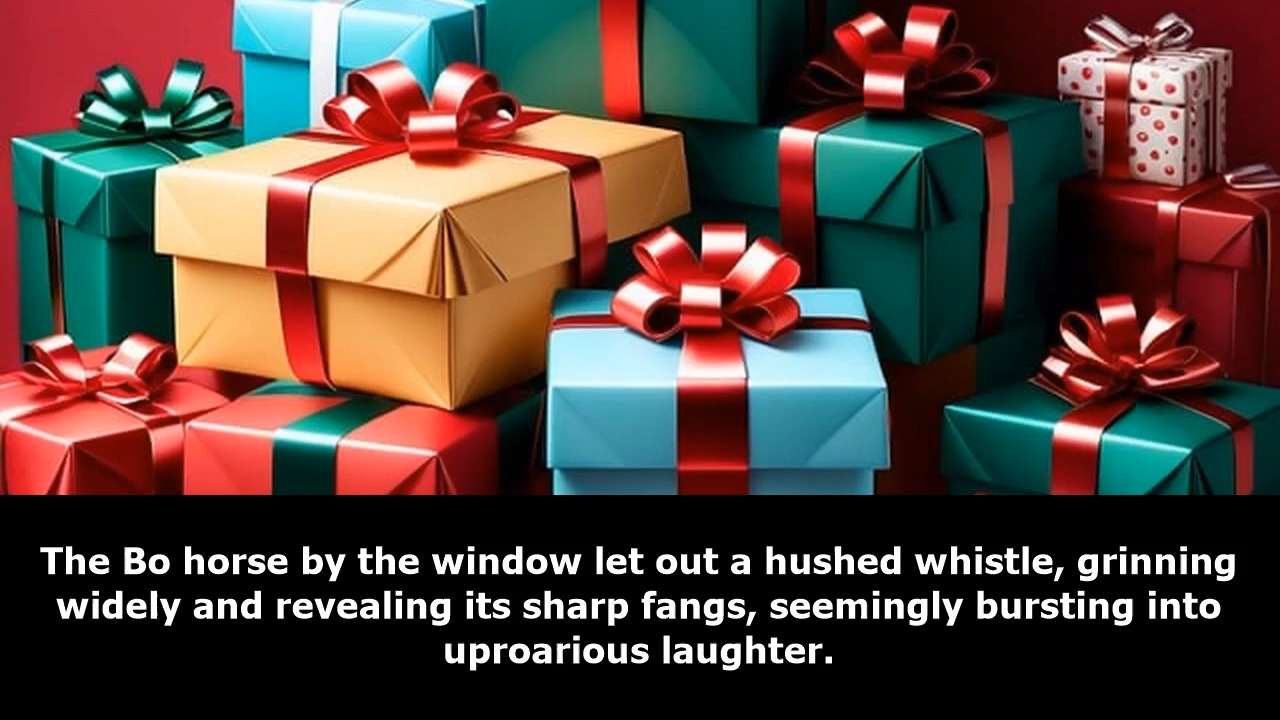 The Bo horse by the window let out a hushed whistle, grinning
widely and revealing its sharp fangs, seemingly bursting into
uproarious laughter.